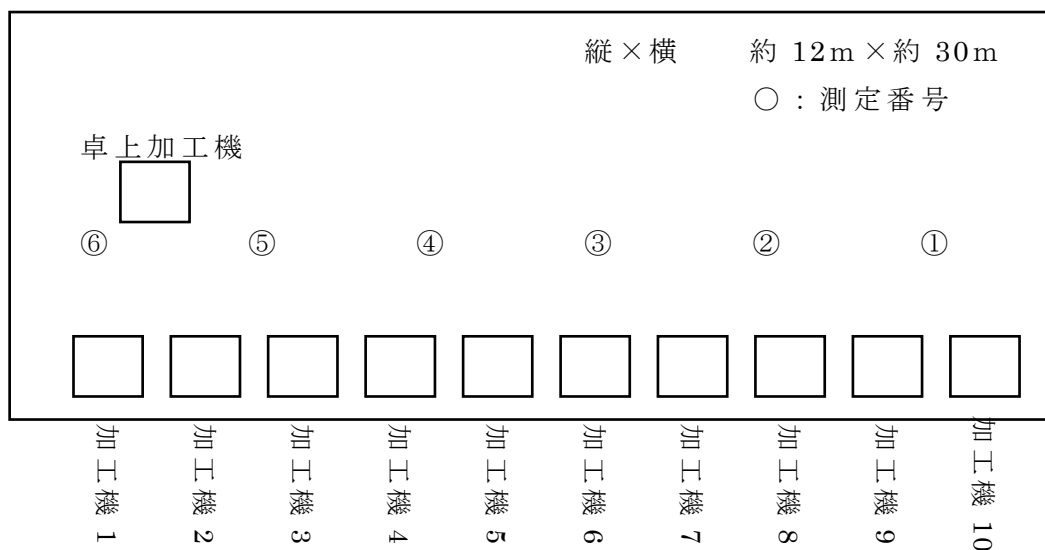 縦×横　　約 12m×約 30m
○：測定番号
卓上加工機
⑥ ⑤ ④ ③ ② ①
加工機 1
加工機 2
加工機 3
加工機 4
加工機 5
加工機 6
加工機 7
加工機 8
加工機 9
加工機 10